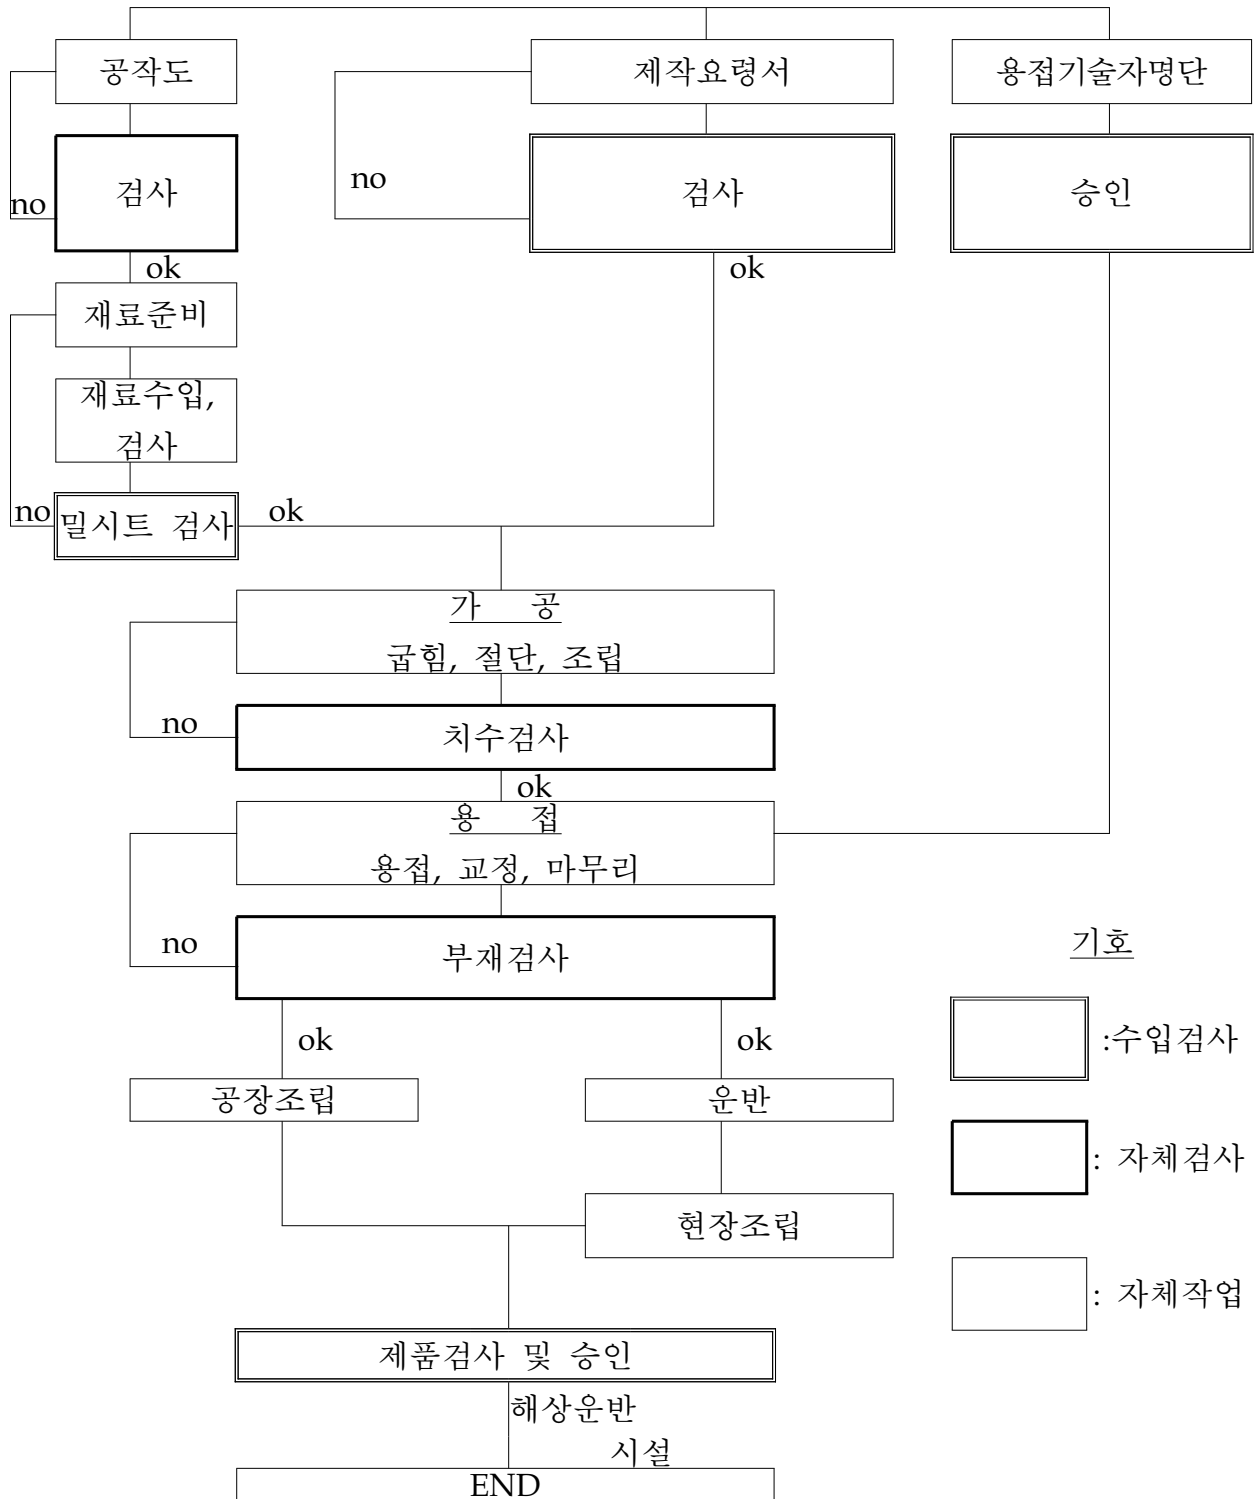 공작도
제작요령서
용접기술자명단
no
검사
no
검사
승인
ok
ok
재료준비
재료수입,
검사
no
밀시트 검사
ok
가 공
굽힘, 절단, 조립
no
치수검사
ok
용 접
용접, 교정, 마무리
no
부재검사
기호
ok
ok
:수입검사
공장조립
운반
: 자체검사
현장조립
: 자체작업
제품검사 및 승인
해상운반
시설
END